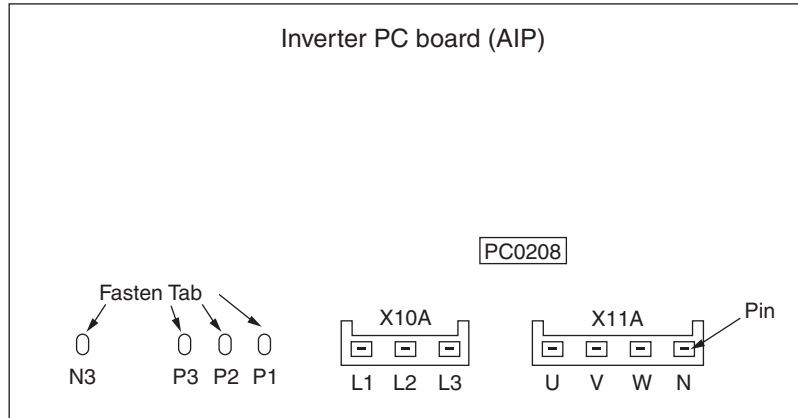 Inverter PC board (AIP)
PC0208
Fasten Tab
X10A
X11A
Pin
N3 P3 P2 P1 L1 L2 L3 U V W N